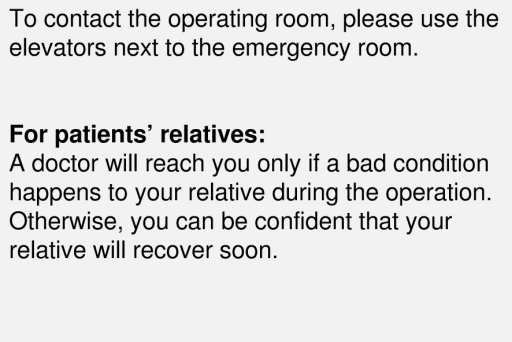 To contact the operating room, please use the
elevators next to the emergency room.
For patients’ relatives:
A doctor will reach you only if a bad condition
happens to your relative during the operation.
Otherwise, you can be confident that your
relative will recover soon.